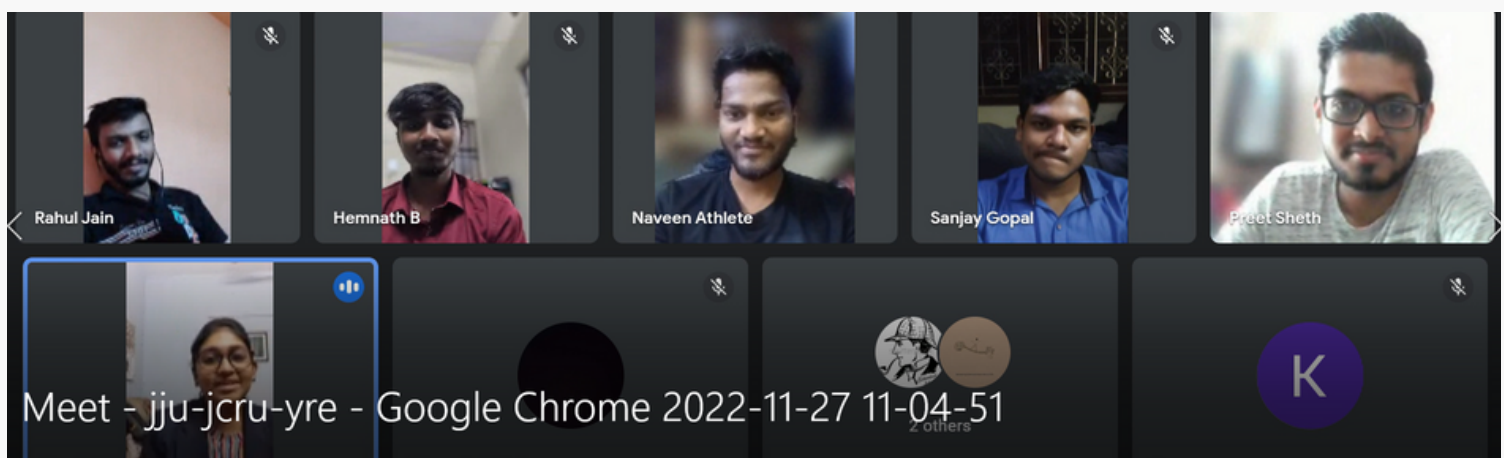 Rahul Jain
Hemnath B
Naveen Athlete
Sanjay Gopal
Preet Sheth
K
Meet - jju-jcru-yre - Google Chrome 2022-11-27 11-04-51
2 others